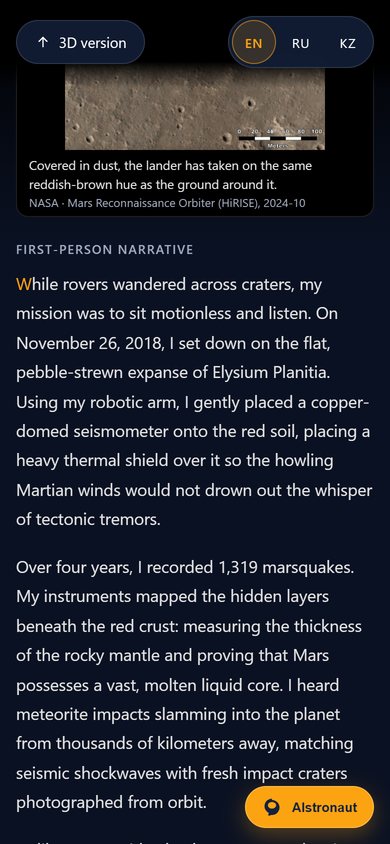 ↑ 3D version
EN RU KZ
0 20 40 60 80 100
Meters
Covered in dust, the lander has taken on the same
reddish-brown hue as the ground around it.
NASA · Mars Reconnaissance Orbiter (HiRISE), 2024-10
FIRST-PERSON NARRATIVE
While rovers wandered across craters, my
mission was to sit motionless and listen. On
November 26, 2018, I set down on the flat,
pebble-strewn expanse of Elysium Planitia.
Using my robotic arm, I gently placed a copper-
domed seismometer onto the red soil, placing a
heavy thermal shield over it so the howling
Martian winds would not drown out the whisper
of tectonic tremors.
Over four years, I recorded 1,319 marsquakes.
My instruments mapped the hidden layers
beneath the red crust: measuring the thickness
of the rocky mantle and proving that Mars
possesses a vast, molten liquid core. I heard
meteorite impacts slamming into the planet
from thousands of kilometers away, matching
seismic shockwaves with fresh impact craters
photographed from orbit.
AIstronaut